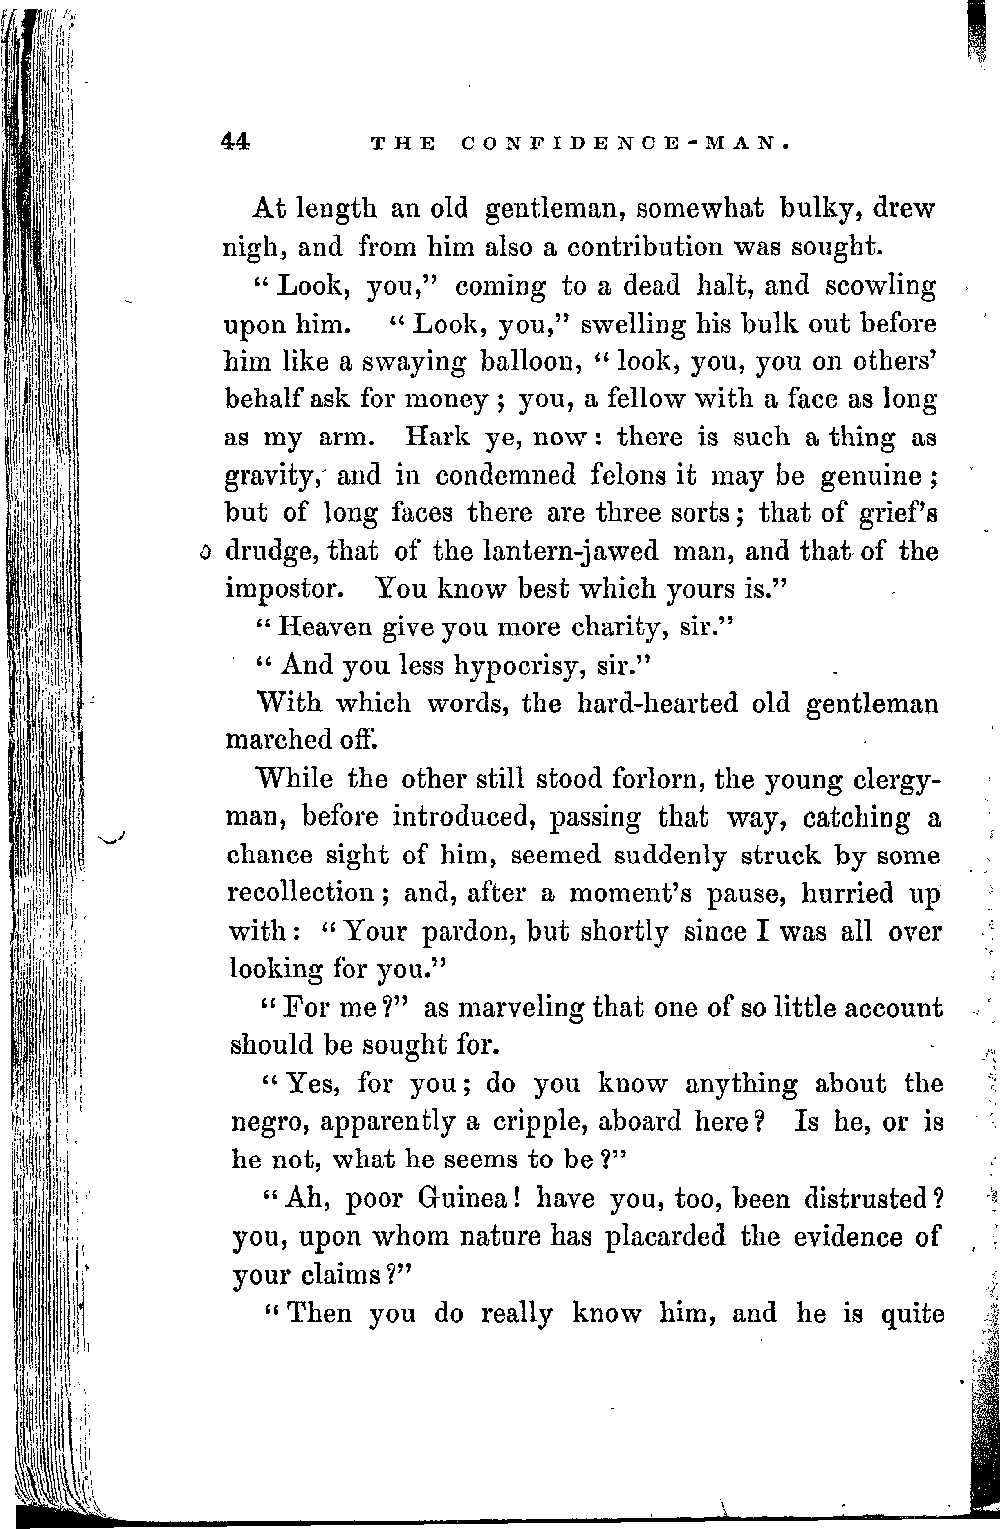 44 THE CONFIDENCE-MAN.
At length an old gentleman, somewhat bulky, drew
nigh, and from him also a contribution was sought.
“Look, you,” coming to a dead halt, and scowling
upon him. “Look, you,” swelling his bulk out before
him like a swaying balloon, “look, you, you on others’
behalf ask for money; you, a fellow with a face as long
as my arm. Hark ye, now: there is such a thing as
gravity, and in condemned felons it may be genuine;
but of long faces there are three sorts; that of grief’s
drudge, that of the lantern-jawed man, and that of the
impostor. You know best which yours is.”
“Heaven give you more charity, sir.”
“And you less hypocrisy, sir.”
With which words, the hard-hearted old gentleman
marched off.
While the other still stood forlorn, the young clergy-
man, before introduced, passing that way, catching a
chance sight of him, seemed suddenly struck by some
recollection; and, after a moment’s pause, hurried up
with: “Your pardon, but shortly since I was all over
looking for you.”
“For me?” as marveling that one of so little account
should be sought for.
“Yes, for you; do you know anything about the
negro, apparently a cripple, aboard here? Is he, or is
he not, what he seems to be?”
“Ah, poor Guinea! have you, too, been distrusted?
you, upon whom nature has placarded the evidence of
your claims?”
“Then you do really know him, and he is quite